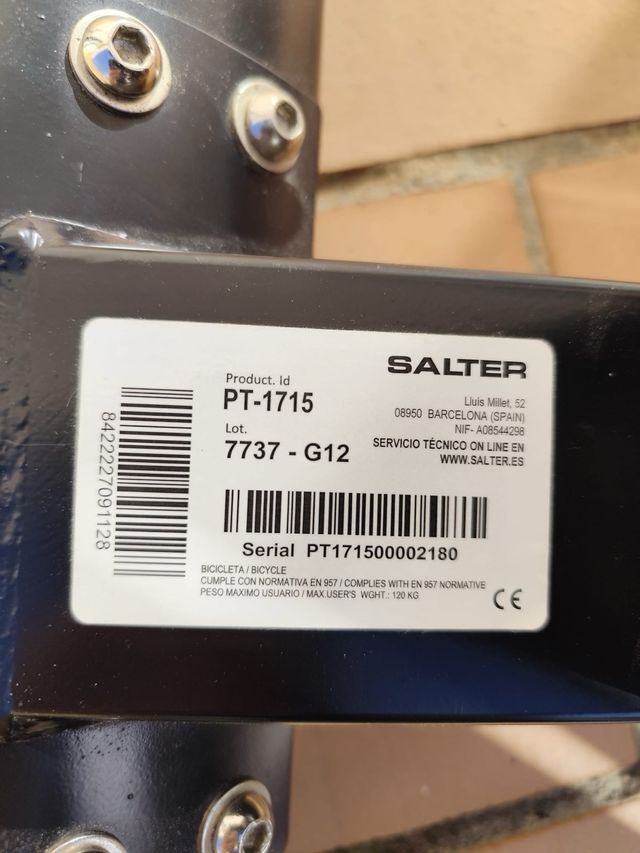 SALTER
Product. Id
PT-1715
Lot.
7737 - G12
Lluis Millet, 52
08950 BARCELONA (SPAIN)
NIF- A08544298
SERVICIO TÉCNICO ON LINE EN
WWW.SALTER.ES
8422227091128
Serial PT171500002180
BICICLETA / BICYCLE
CUMPLE CON NORMATIVA EN 957 / COMPLIES WITH EN 957 NORMATIVE
PESO MAXIMO USUARIO / MAX.USER'S WGHT.: 120 KG
CE